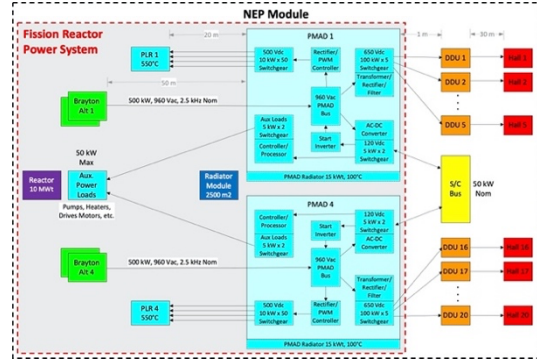 NEP Module
Fission Reactor
Power System
20 m
1 m
30 m
50 m
PLR 1
550°C
PMAD 1
500 Vdc
10 kW x 50
Switchgear
Rectifier/
PWM
Controller
650 Vdc
100 kW x 5
Switchgear
Transformer/
Rectifier/
Filter
960 Vac
PMAD
Bus
Aux Loads
5 kW x 2
Switchgear
Controller/
Processor
Start
Inverter
AC-DC
Converter
120 Vdc
5 kW x 2
Switchgear
PMAD Radiator 15 kWt, 100°C
Brayton
Alt 1
500 kW, 960 Vac, 2.5 kHz Nom
DDU 1
Hall 1
DDU 2
Hall 2
DDU 5
Hall 5
50 kW
Max
Reactor
10 MWt
Aux.
Power
Loads
Pumps, Heaters,
Drives Motors, etc.
Radiator
Module
2500 m2
S/C
Bus
50 kW
Nom
PMAD 4
Controller/
Processor
Aux Loads
5 kW x 2
Switchgear
Start
Inverter
120 Vdc
5 kW x 2
Switchgear
AC-DC
Converter
960 Vac
PMAD
Bus
Transformer/
Rectifier/
Filter
500 Vdc
10 kW x 50
Switchgear
Rectifier/
PWM
Controller
650 Vdc
100 kW x 5
Switchgear
PMAD Radiator 15 kWt, 100°C
Brayton
Alt 4
500 kW, 960 Vac, 2.5 kHz Nom
PLR 4
550°C
DDU 16
Hall 16
DDU 17
Hall 17
DDU 20
Hall 20